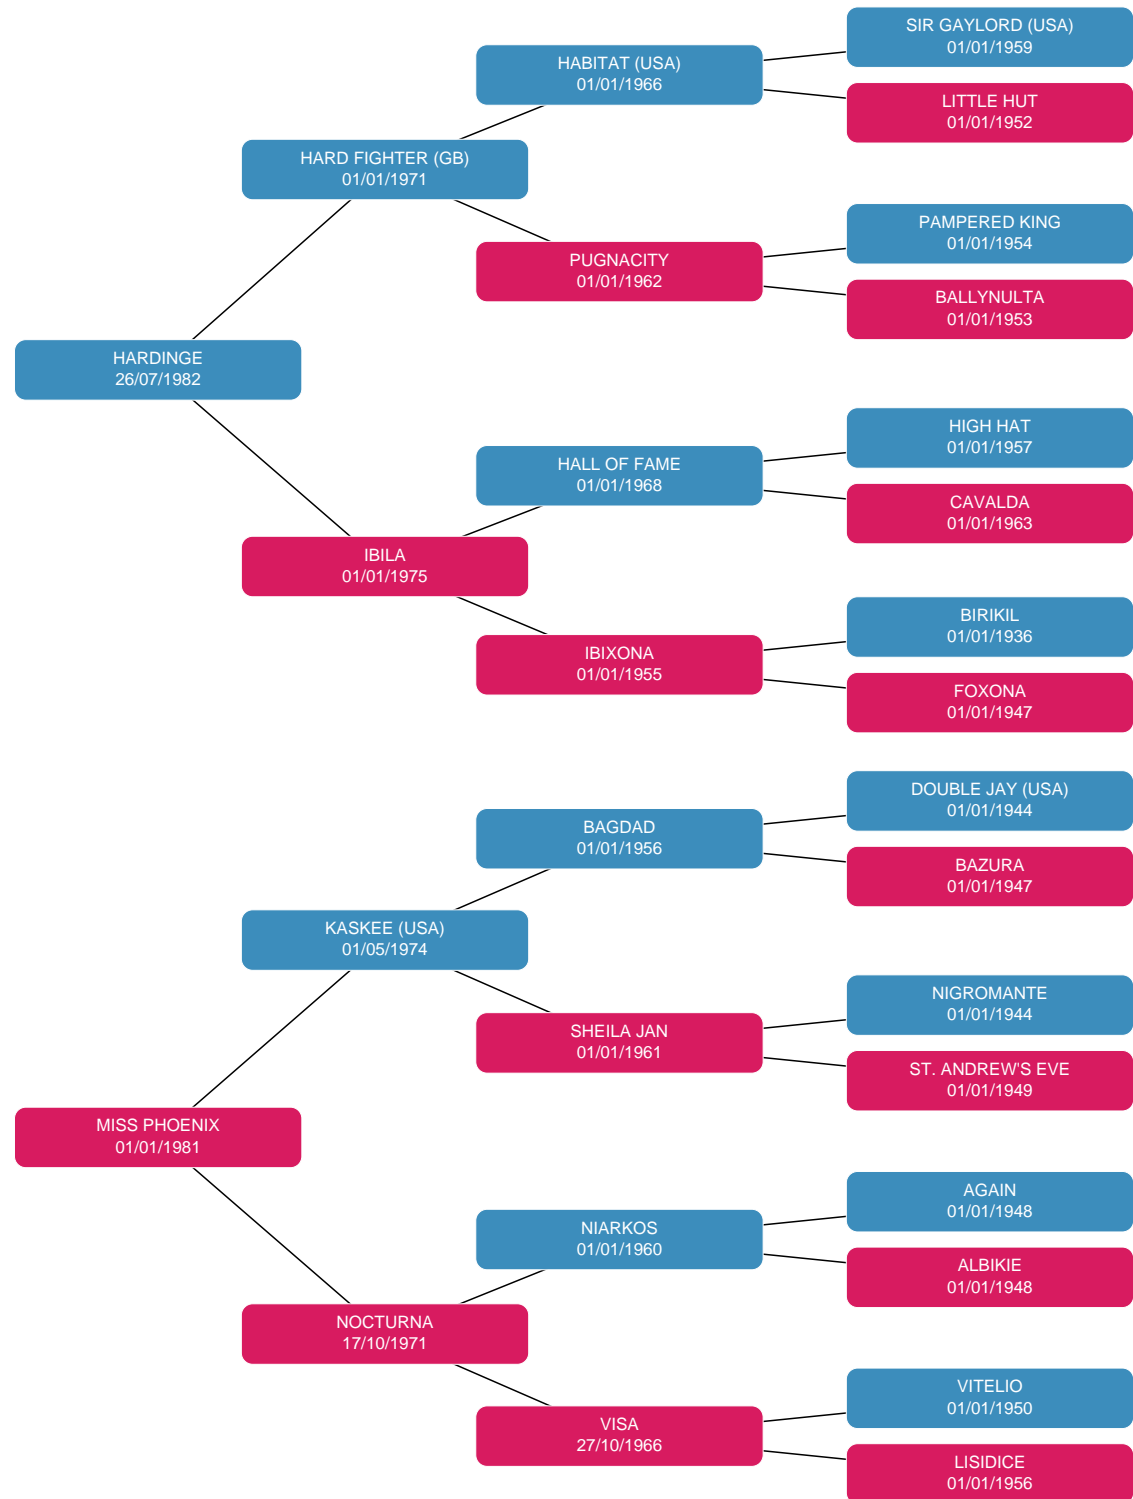 SIR GAYLORD (USA)
01/01/1959
HABITAT (USA)
01/01/1966
LITTLE HUT
01/01/1952
HARD FIGHTER (GB)
01/01/1971
PAMPERED KING
01/01/1954
PUGNACITY
01/01/1962
BALLYNULTA
01/01/1953
HARDINGE
26/07/1982
HIGH HAT
01/01/1957
HALL OF FAME
01/01/1968
CAVALDA
01/01/1963
IBILA
01/01/1975
BIRIKIL
01/01/1936
IBIXONA
01/01/1955
FOXONA
01/01/1947
DOUBLE JAY (USA)
01/01/1944
BAGDAD
01/01/1956
BAZURA
01/01/1947
KASKEE (USA)
01/05/1974
NIGROMANTE
01/01/1944
SHEILA JAN
01/01/1961
ST. ANDREW'S EVE
01/01/1949
MISS PHOENIX
01/01/1981
AGAIN
01/01/1948
NIARKOS
01/01/1960
ALBIKIE
01/01/1948
NOCTURNA
17/10/1971
VITELIO
01/01/1950
VISA
27/10/1966
LISIDICE
01/01/1956